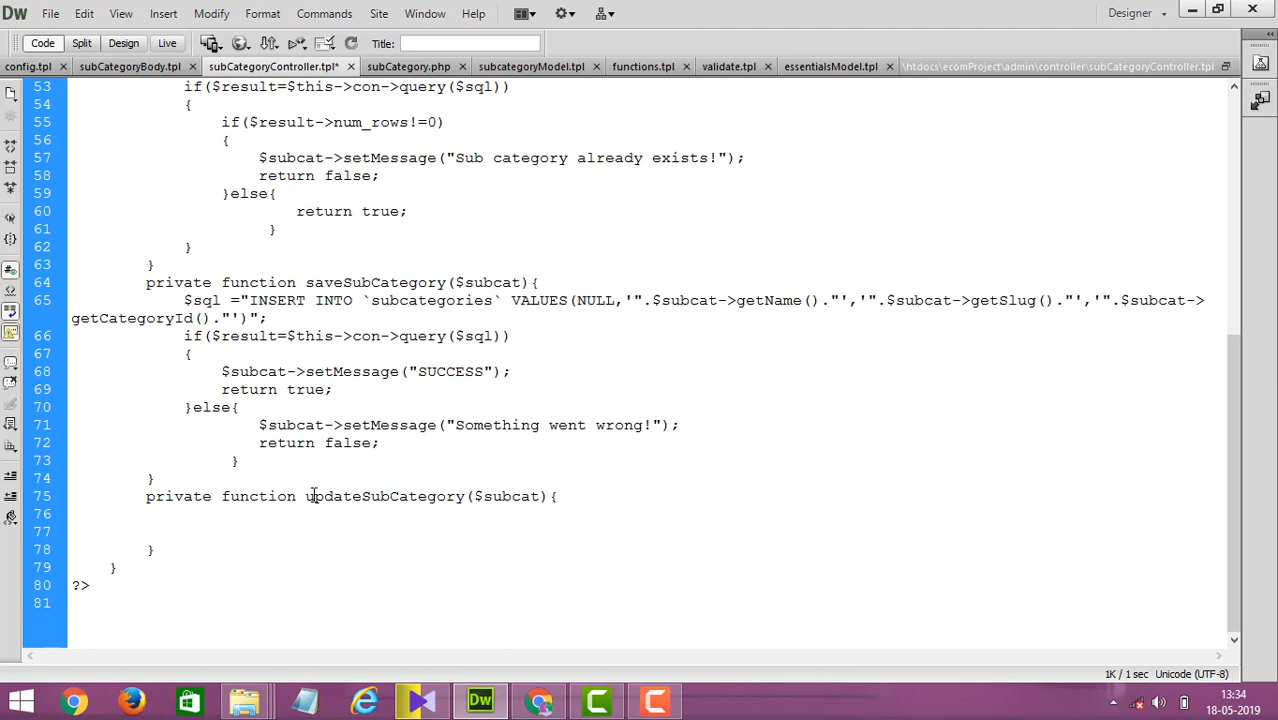 Dw File Edit View Insert Modify Format Commands Site Window Help Designer
Code Split Design Live Title:
config.tpl subCategoryBody.tpl subCategoryController.tpl* subCategory.php subcategoryModel.tpl functions.tpl validate.tpl essentialsModel.tpl \htdocs\ecomProject\admin\controller\subCategoryController.tpl
53 if($result=$this->con->query($sql))
54 {
55 if($result->num_rows!=0)
56 {
57 $subcat->setMessage("Sub category already exists!");
58 return false;
59 }else{
60 return true;
61 }
62 }
63 }
64 private function saveSubCategory($subcat){
65 $sql ="INSERT INTO `subcategories` VALUES(NULL,'".$subcat->getName()."','".$subcat->getSlug()."','".$subcat->
getCategoryId()."')";
66 if($result=$this->con->query($sql))
67 {
68 $subcat->setMessage("SUCCESS");
69 return true;
70 }else{
71 $subcat->setMessage("Something went wrong!");
72 return false;
73 }
74 }
75 private function updateSubCategory($subcat){
76
77
78 }
79 }
80 ?>
81
1K / 1 sec Unicode (UTF-8)
Dw
13:34
18-05-2019